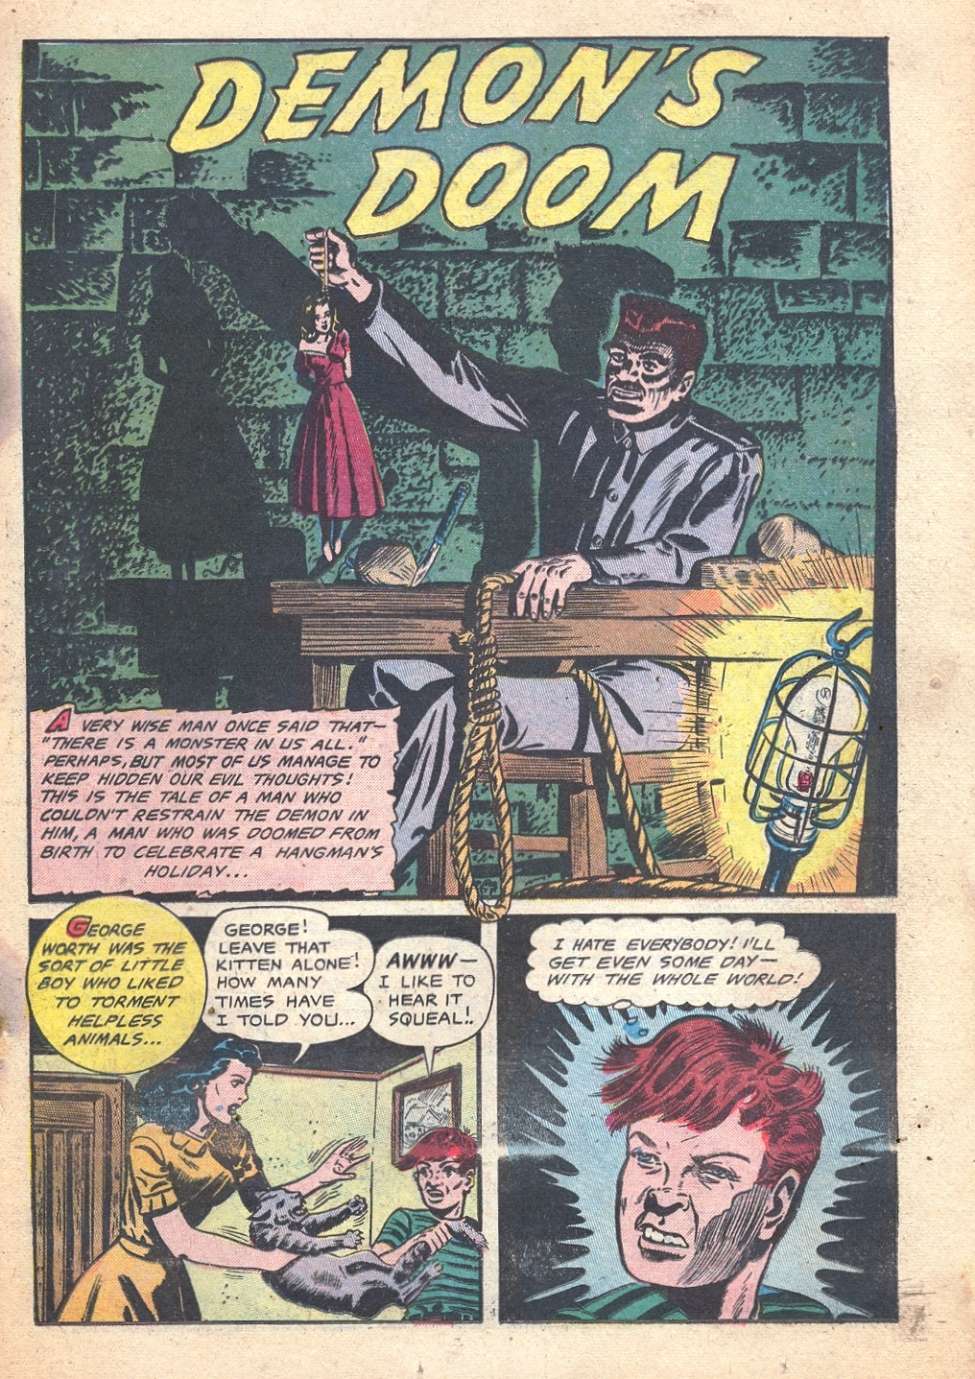 DEMON'S
DOOM
A VERY WISE MAN ONCE SAID THAT—
"THERE IS A MONSTER IN US ALL."
PERHAPS, BUT MOST OF US MANAGE TO
KEEP HIDDEN OUR EVIL THOUGHTS!
THIS IS THE TALE OF A MAN WHO
COULDN'T RESTRAIN THE DEMON IN
HIM, A MAN WHO WAS DOOMED FROM
BIRTH TO CELEBRATE A HANGMAN'S
HOLIDAY...
GEORGE
WORTH WAS THE
SORT OF LITTLE
BOY WHO LIKED
TO TORMENT
HELPLESS
ANIMALS...
GEORGE!
LEAVE THAT
KITTEN ALONE!
HOW MANY
TIMES HAVE
I TOLD YOU...
AWWW—
I LIKE TO
HEAR IT
SQUEAL!
I HATE EVERYBODY! I'LL
GET EVEN SOME DAY—
WITH THE WHOLE WORLD!